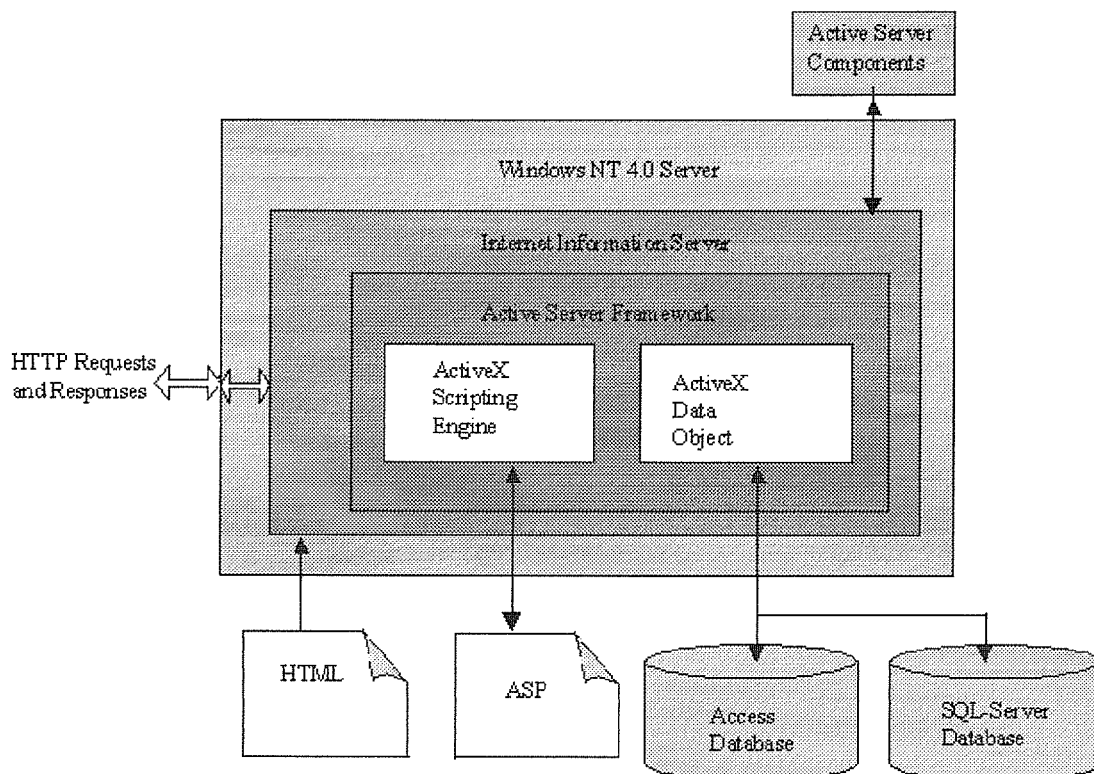 Active Server
Components
Windows NT 4.0 Server
Internet Information Server
Active Server Framework
HTTP Requests
and Responses
ActiveX
Scripting
Engine
ActiveX
Data
Object
HTML
ASP
Access
Database
SQL-Server
Database